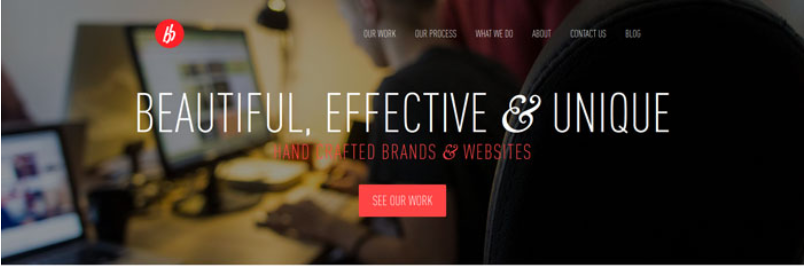 bb
OUR WORK OUR PROCESS WHAT WE DO ABOUT CONTACT US BLOG
BEAUTIFUL, EFFECTIVE & UNIQUE
HAND CRAFTED BRANDS & WEBSITES
SEE OUR WORK